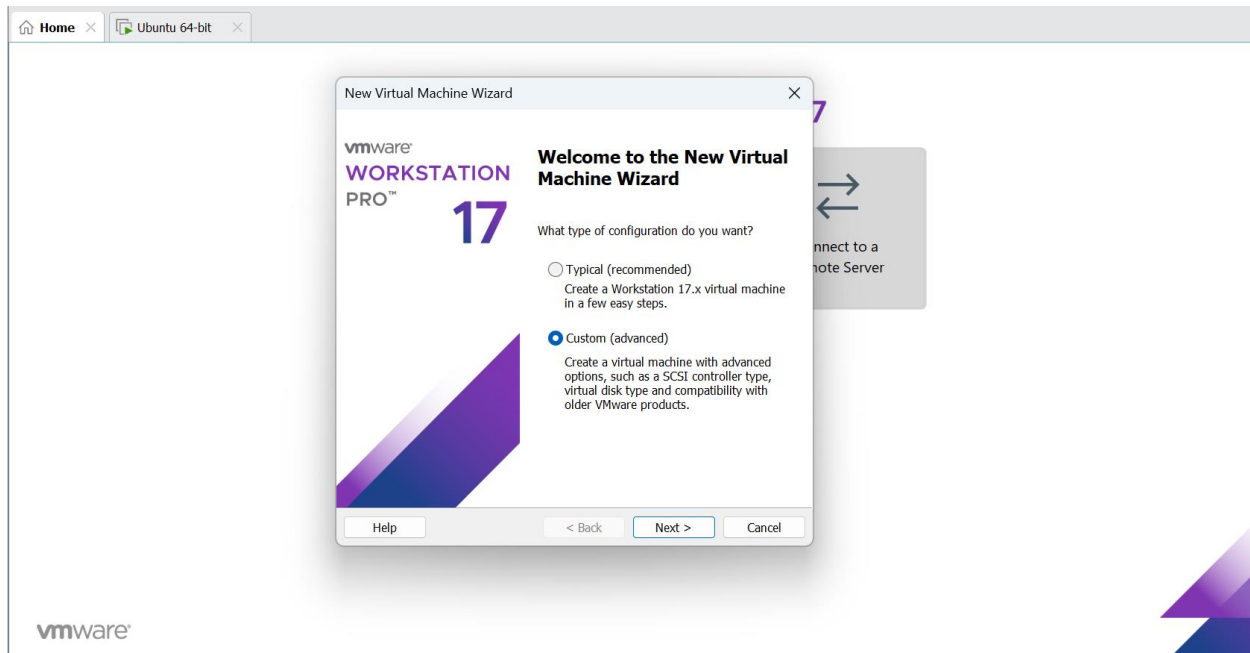 Home
Ubuntu 64-bit
New Virtual Machine Wizard
vmware®
WORKSTATION
PRO™
17
Welcome to the New Virtual
Machine Wizard
What type of configuration do you want?
Typical (recommended)
Create a Workstation 17.x virtual machine
in a few easy steps.
Custom (advanced)
Create a virtual machine with advanced
options, such as a SCSI controller type,
virtual disk type and compatibility with
older VMware products.
Help
< Back
Next >
Cancel
7
nnect to a
ote Server
vmware®